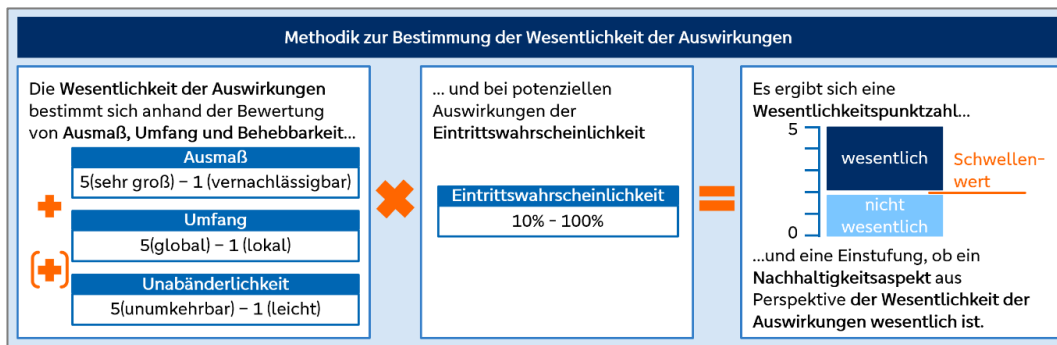 Methodik zur Bestimmung der Wesentlichkeit der Auswirkungen
Die Wesentlichkeit der Auswirkungen
bestimmt sich anhand der Bewertung
von Ausmaß, Umfang und Behebbarkeit...
Ausmaß
5(sehr groß) – 1 (vernachlässigbar)
+
Umfang
5(global) – 1 (lokal)
(+)
Unabänderlichkeit
5(unumkehrbar) – 1 (leicht)
×
... und bei potenziellen
Auswirkungen der
Eintrittswahrscheinlichkeit
Eintrittswahrscheinlichkeit
10% – 100%
=
Es ergibt sich eine
Wesentlichkeitspunktzahl...
5
wesentlich
Schwellen-
wert
nicht
wesentlich
0
...und eine Einstufung, ob ein
Nachhaltigkeitsaspekt aus
Perspektive der Wesentlichkeit der
Auswirkungen wesentlich ist.